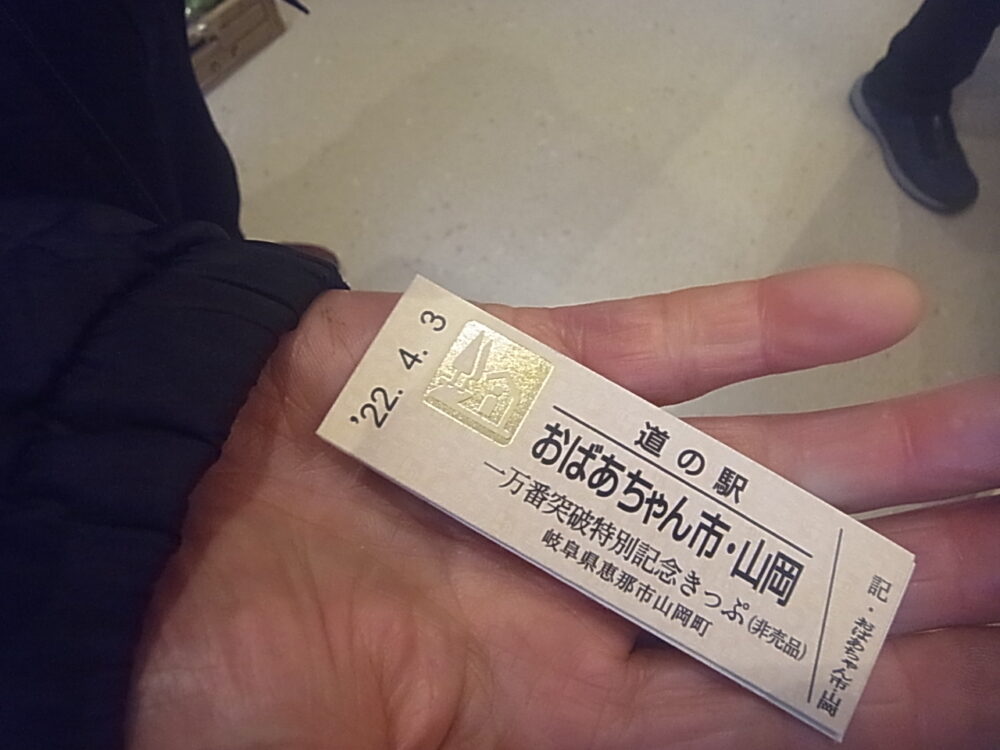 '22. 4. 3
道の駅
おばあちゃん市・山岡
一万番突破特別記念きっぷ(非売品)
岐阜県恵那市山岡町
記・おばあちゃん市・山岡